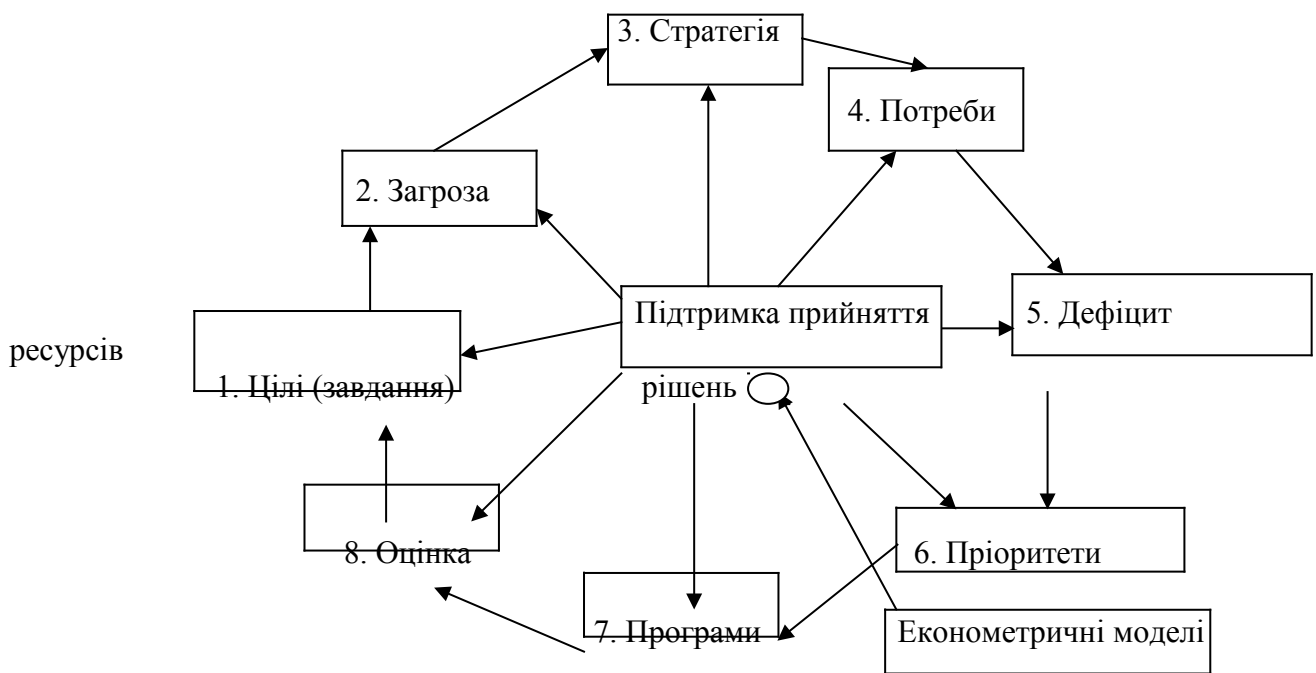 3. Стратегія
4. Потреби
2. Загроза
Підтримка прийняття
5. Дефіцит
ресурсів
1. Цілі (завдання)
рішень
8. Оцінка
6. Пріоритети
7. Програми
Економетричні моделі